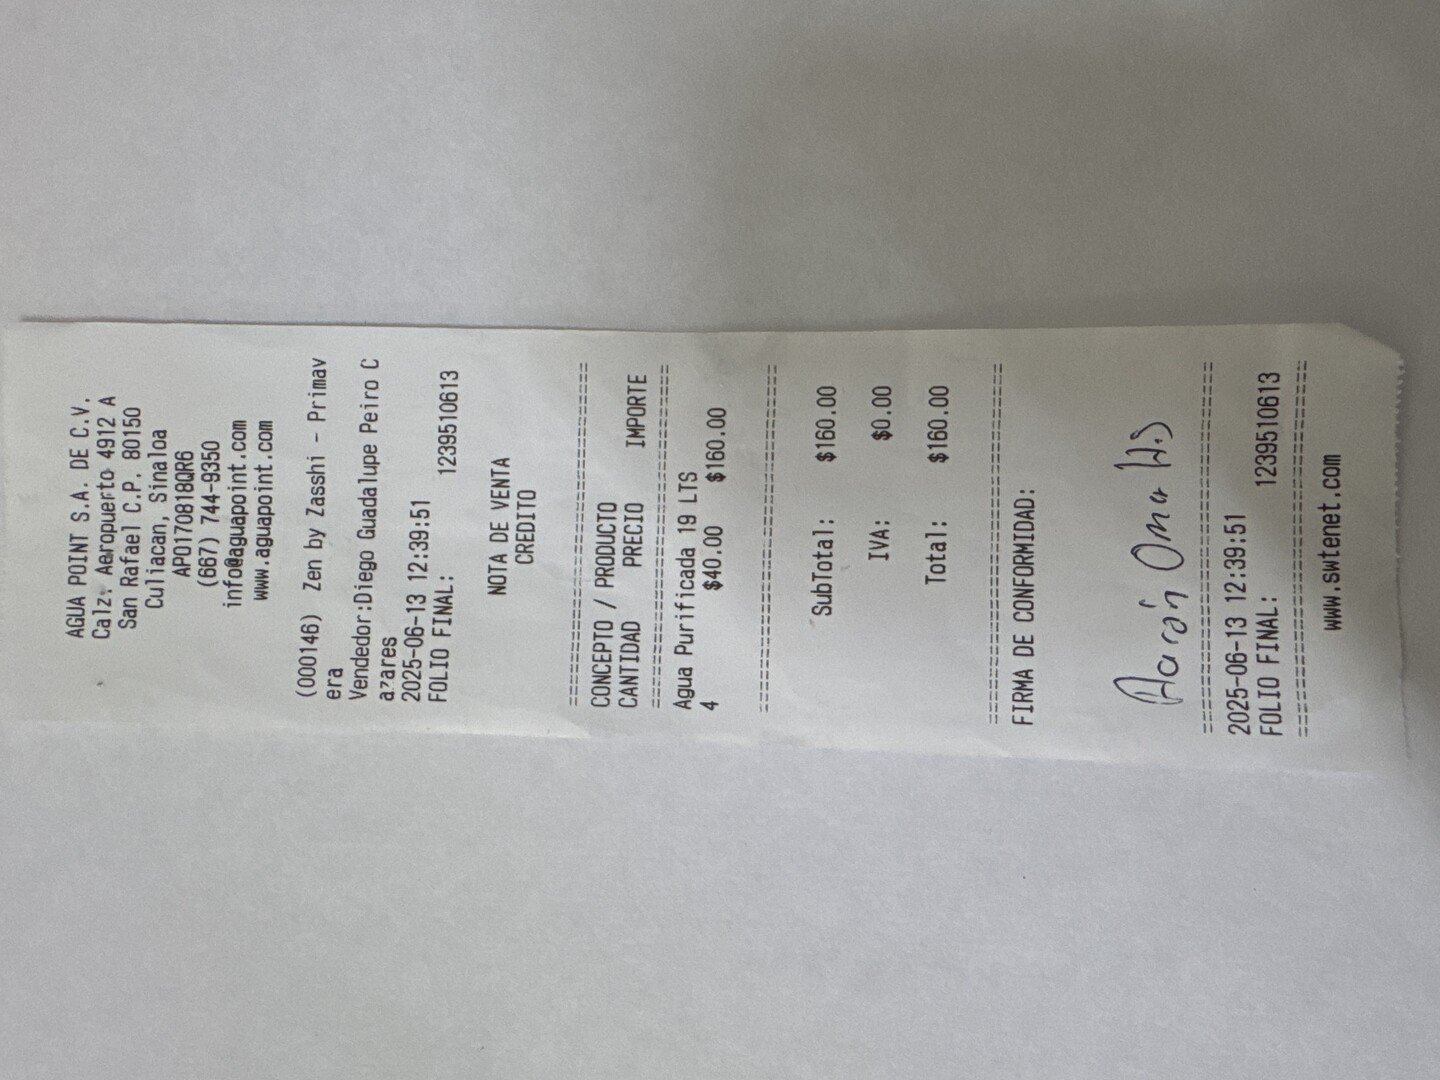 AGUA POINT S.A. DE C.V.
Calz. Aeropuerto 4912 A
San Rafael C.P. 80150
Culiacan, Sinaloa
APO170818QR6
(667) 744-9350
info@aguapoint.com
www.aguapoint.com
(000146) Zen by Zasshi - Primav
era
Vendedor:Diego Guadalupe Peiro C
azares
2025-06-13 12:39:51
FOLIO FINAL: 1239510613
NOTA DE VENTA
CREDITO
================================
CONCEPTO / PRODUCTO
CANTIDAD PRECIO IMPORTE
================================
Agua Purificada 19 LTS
4 $40.00 $160.00
================================
SubTotal: $160.00
IVA: $0.00
Total: $160.00
================================
FIRMA DE CONFORMIDAD:
Aarón Omar
================================
2025-06-13 12:39:51
FOLIO FINAL: 1239510613
================================
www.swtenet.com